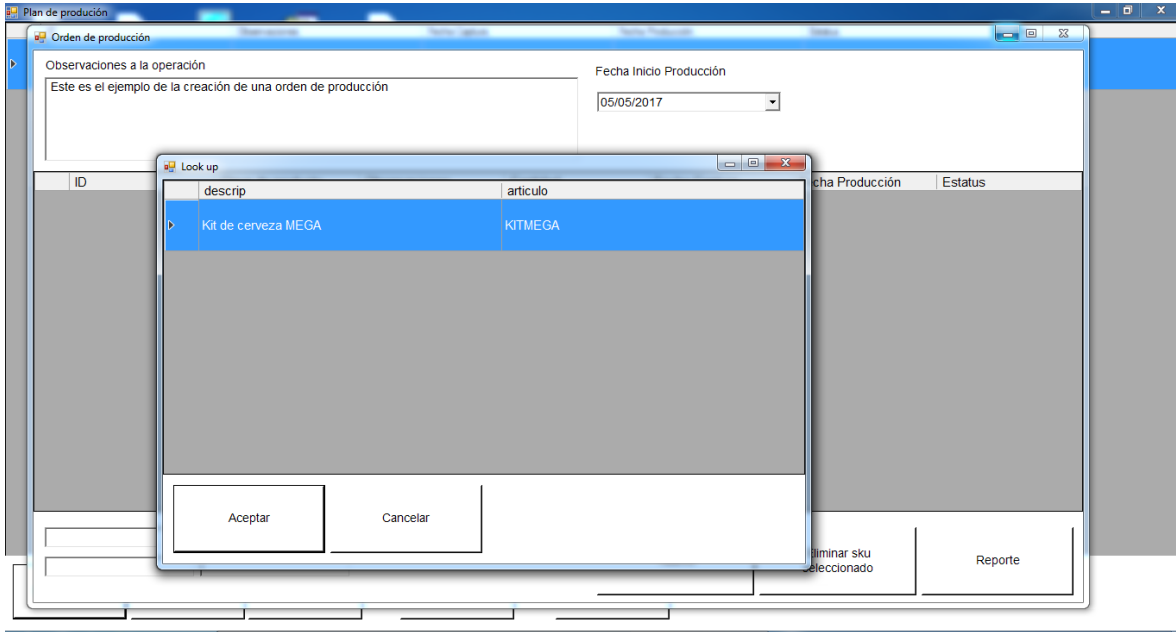 Plan de produción
Orden de producción
Observaciones a la operación
Fecha Inicio Producción
Este es el ejemplo de la creación de una orden de producción
05/05/2017
Look up
ID
cha Producción
Estatus
descrip
articulo
Kit de cerveza MEGA
KITMEGA
Aceptar
Cancelar
liminar sku
eleccionado
Reporte